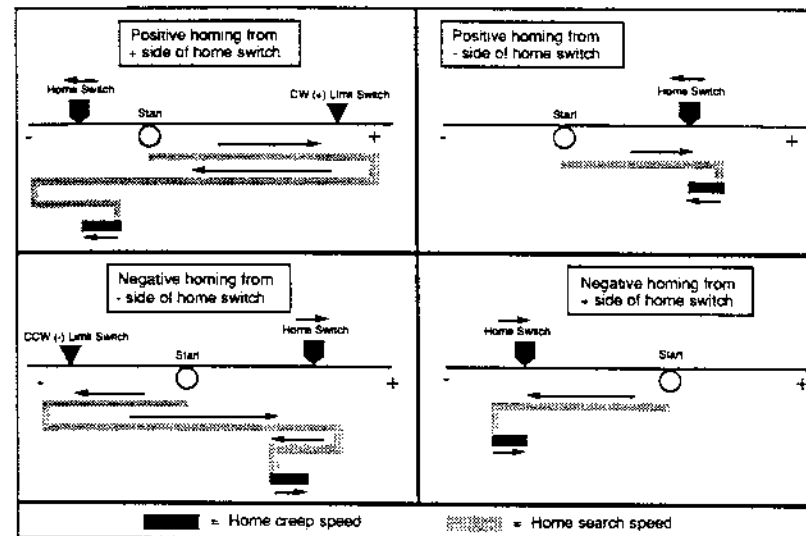 Positive homing from
+ side of home switch
Home Switch
CW (+) Limit Switch
Start
-
+
Positive homing from
- side of home switch
Home Switch
Start
-
+
Negative homing from
- side of home switch
CCW (-) Limit Switch
Home Switch
Start
-
+
Negative homing from
+ side of home switch
Home Switch
Start
-
+
= Home creep speed
= Home search speed